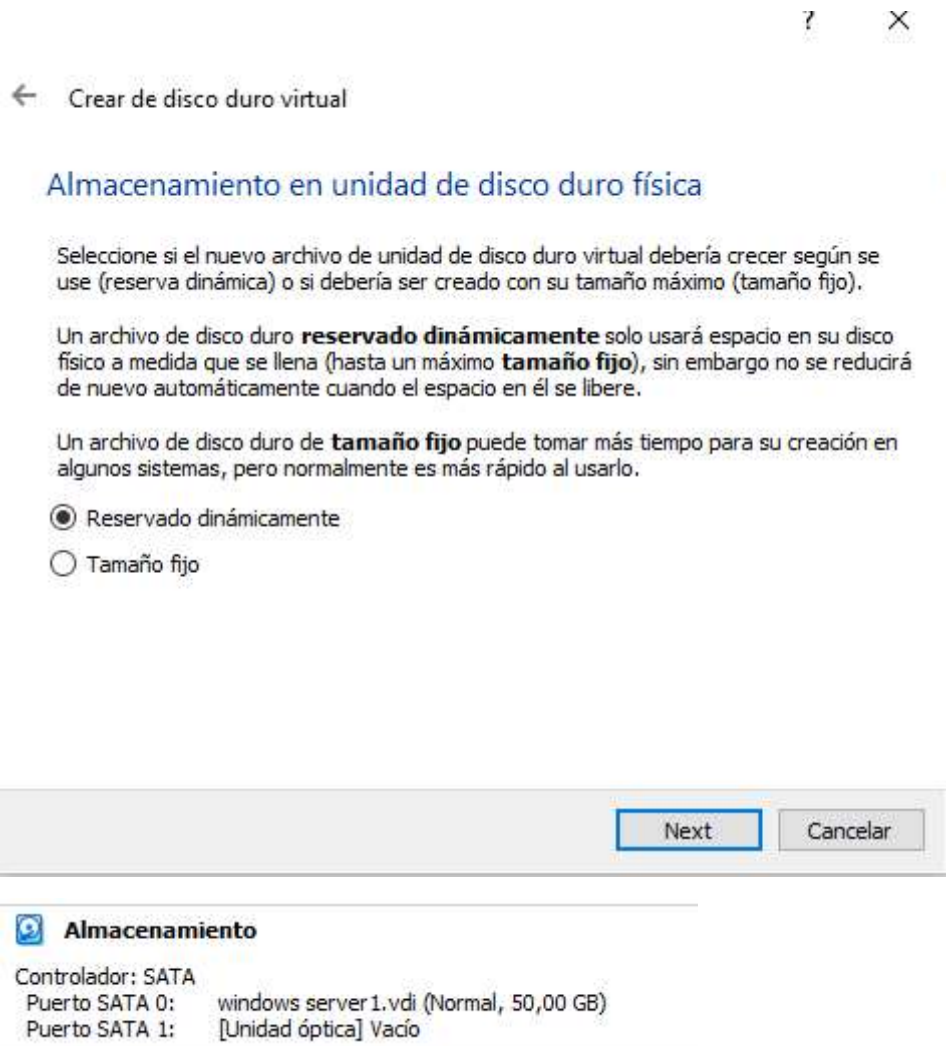 ?
Crear de disco duro virtual
Almacenamiento en unidad de disco duro física
Seleccione si el nuevo archivo de unidad de disco duro virtual debería crecer según se
use (reserva dinámica) o si debería ser creado con su tamaño máximo (tamaño fijo).
Un archivo de disco duro reservado dinámicamente solo usará espacio en su disco
físico a medida que se llena (hasta un máximo tamaño fijo), sin embargo no se reducirá
de nuevo automáticamente cuando el espacio en él se libere.
Un archivo de disco duro de tamaño fijo puede tomar más tiempo para su creación en
algunos sistemas, pero normalmente es más rápido al usarlo.
Reservado dinámicamente
Tamaño fijo
Next Cancelar
Almacenamiento
Controlador: SATA
Puerto SATA 0: windows server1.vdi (Normal, 50,00 GB)
Puerto SATA 1: [Unidad óptica] Vacío